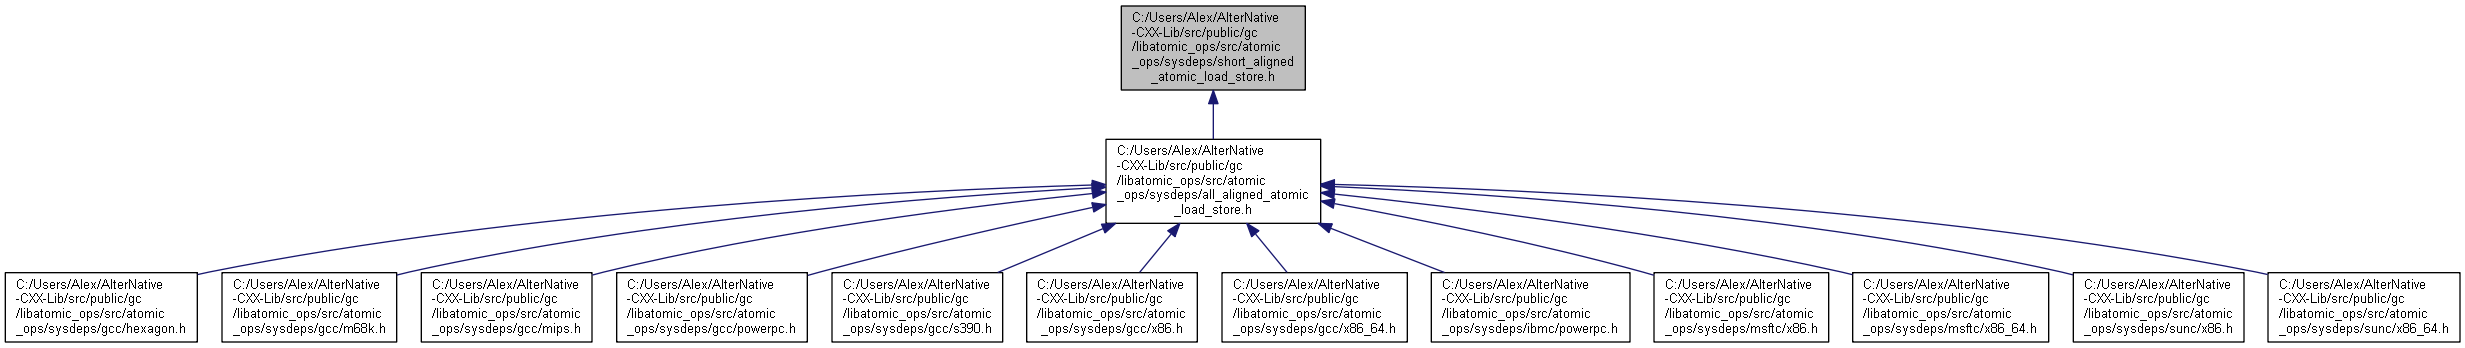 C:/Users/Alex/AlterNative
-CXX-Lib/src/public/gc
/libatomic_ops/src/atomic
_ops/sysdeps/short_aligned
_atomic_load_store.h
C:/Users/Alex/AlterNative
-CXX-Lib/src/public/gc
/libatomic_ops/src/atomic
_ops/sysdeps/all_aligned_atomic
_load_store.h
C:/Users/Alex/AlterNative
-CXX-Lib/src/public/gc
/libatomic_ops/src/atomic
_ops/sysdeps/gcc/hexagon.h
C:/Users/Alex/AlterNative
-CXX-Lib/src/public/gc
/libatomic_ops/src/atomic
_ops/sysdeps/gcc/m68k.h
C:/Users/Alex/AlterNative
-CXX-Lib/src/public/gc
/libatomic_ops/src/atomic
_ops/sysdeps/gcc/mips.h
C:/Users/Alex/AlterNative
-CXX-Lib/src/public/gc
/libatomic_ops/src/atomic
_ops/sysdeps/gcc/powerpc.h
C:/Users/Alex/AlterNative
-CXX-Lib/src/public/gc
/libatomic_ops/src/atomic
_ops/sysdeps/gcc/s390.h
C:/Users/Alex/AlterNative
-CXX-Lib/src/public/gc
/libatomic_ops/src/atomic
_ops/sysdeps/gcc/x86.h
C:/Users/Alex/AlterNative
-CXX-Lib/src/public/gc
/libatomic_ops/src/atomic
_ops/sysdeps/gcc/x86_64.h
C:/Users/Alex/AlterNative
-CXX-Lib/src/public/gc
/libatomic_ops/src/atomic
_ops/sysdeps/ibmc/powerpc.h
C:/Users/Alex/AlterNative
-CXX-Lib/src/public/gc
/libatomic_ops/src/atomic
_ops/sysdeps/msftc/x86.h
C:/Users/Alex/AlterNative
-CXX-Lib/src/public/gc
/libatomic_ops/src/atomic
_ops/sysdeps/msftc/x86_64.h
C:/Users/Alex/AlterNative
-CXX-Lib/src/public/gc
/libatomic_ops/src/atomic
_ops/sysdeps/sunc/x86.h
C:/Users/Alex/AlterNative
-CXX-Lib/src/public/gc
/libatomic_ops/src/atomic
_ops/sysdeps/sunc/x86_64.h